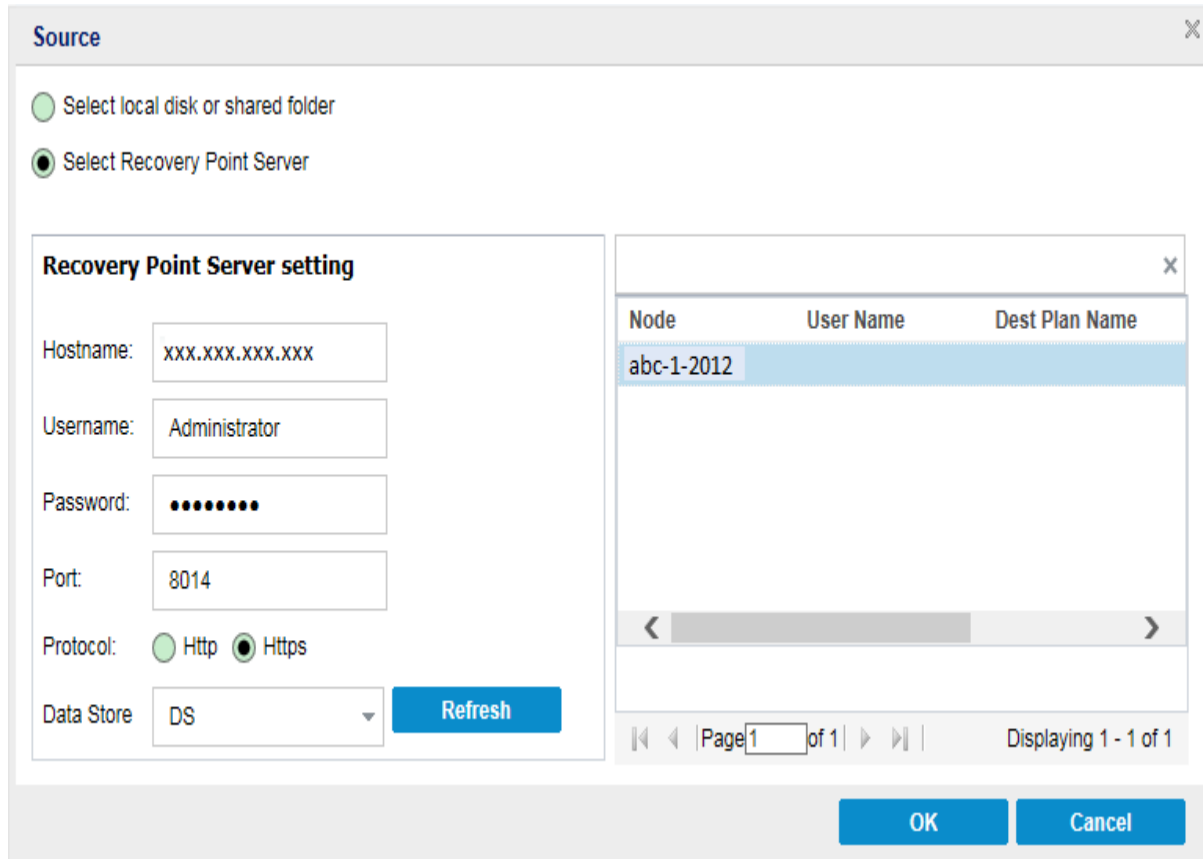 Source
Select local disk or shared folder
Select Recovery Point Server
Recovery Point Server setting
Hostname: xxx.xxx.xxx.xxx
Username: Administrator
Password: ••••••••
Port: 8014
Protocol: Http Https
Data Store DS Refresh
Node User Name Dest Plan Name
abc-1-2012
Page 1 of 1 Displaying 1 - 1 of 1
OK Cancel